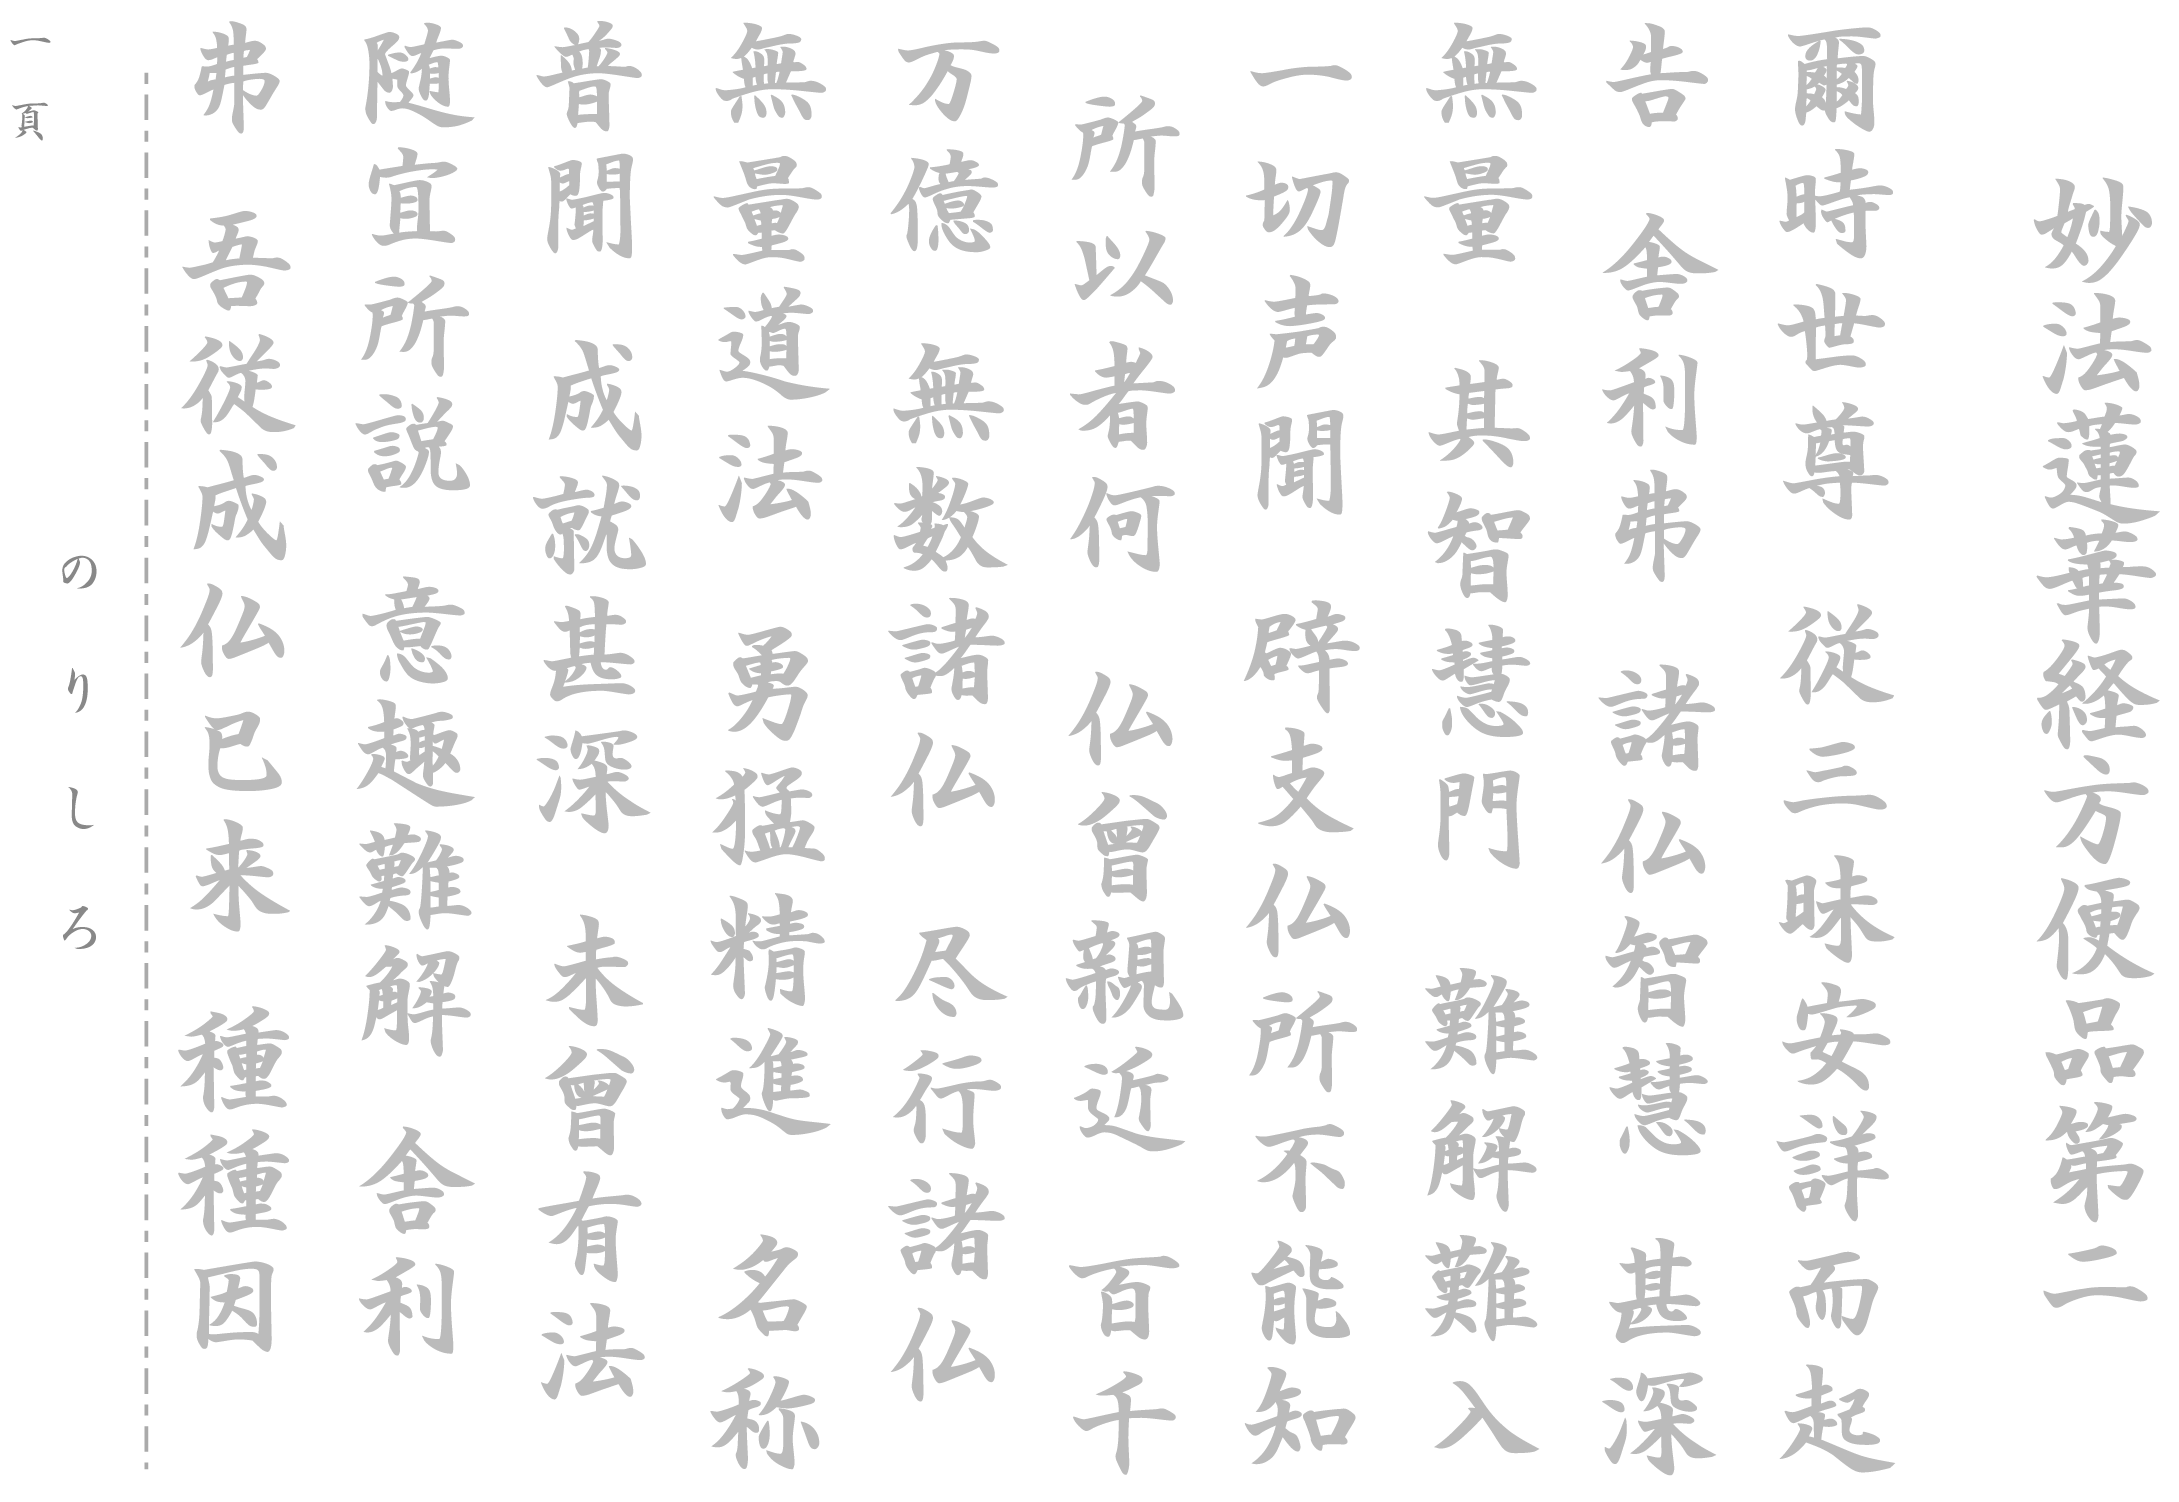 妙法蓮華経方便品第二
爾時世尊　従三昧安詳而起
告　舎利弗　諸仏智慧　甚深
無量　其智慧門　難解難入
一切声聞　辟支仏所不能知
所以者何　仏曾親近　百千
万億　無数諸仏　尽行諸仏
無量道法　勇猛精進　名称
普聞　成就甚深　未曾有法
随宜所説　意趣難解　舎利
弗　吾従成仏已来　種種因
のりしろ
一頁